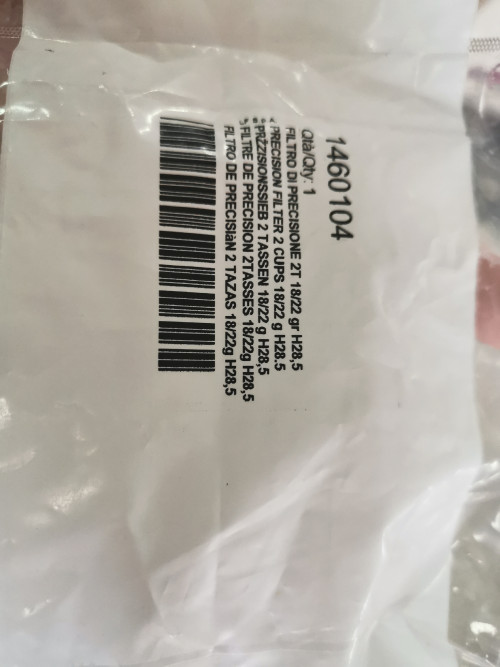 1460104
Qtà/Qty: 1
FILTRO DI PRECISIONE 2T 18/22 gr H28,5
PRECISION FILTER 2 CUPS 18/22 g H28.5
PRŽZISIONSSIEB 2 TASSEN 18/22 g H28,5
FILTRE DE PRECISION 2TASSES 18/22g H28,5
FILTRO DE PRECISIàN 2 TAZAS 18/22g H28,5